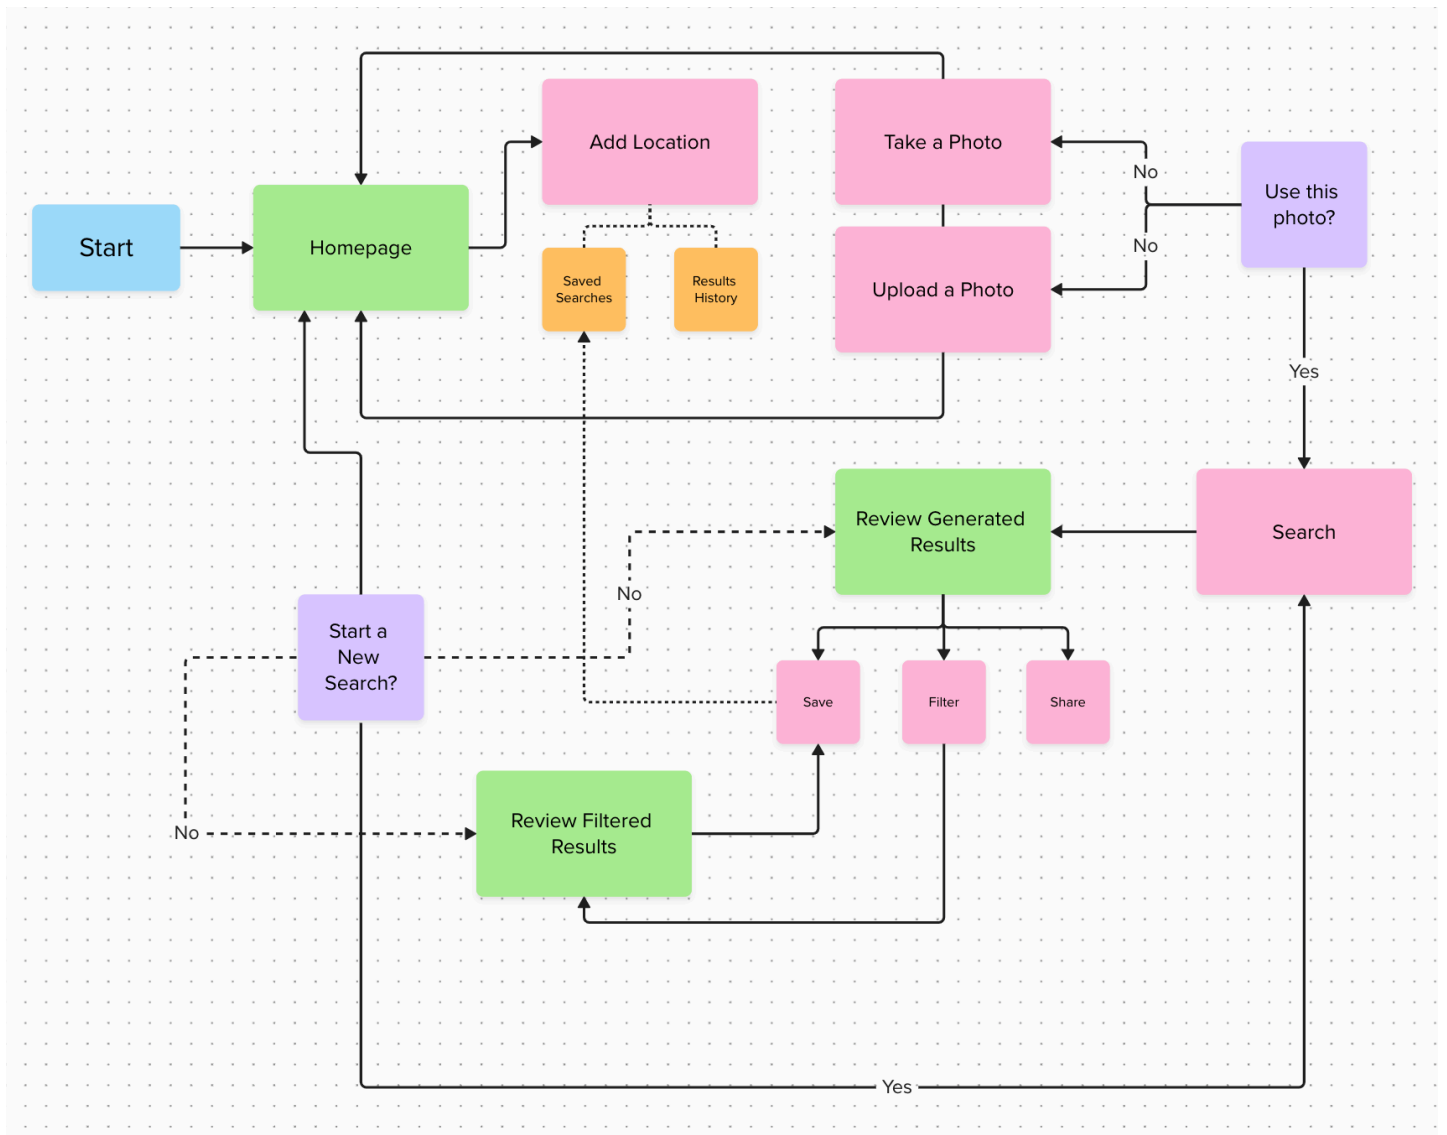 Add Location
Take a Photo
No
Use this
photo?
Start
Homepage
No
Saved
Searches
Results
History
Upload a Photo
Yes
Review Generated
Results
Search
No
Start a
New
Search?
Save
Filter
Share
No
Review Filtered
Results
Yes